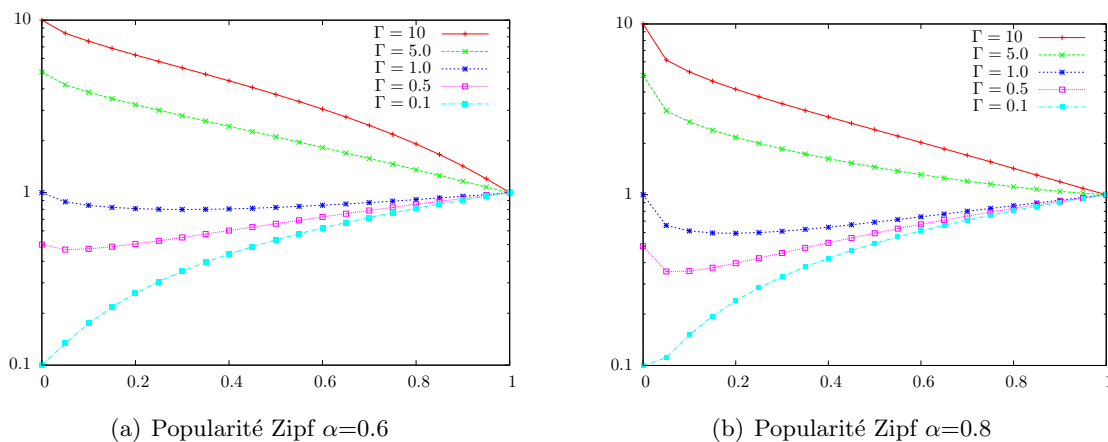 10
1
0.1
0 0.2 0.4 0.6 0.8 1
Γ = 10
Γ = 5.0
Γ = 1.0
Γ = 0.5
Γ = 0.1
(a) Popularité Zipf α=0.6
10
1
0.1
0 0.2 0.4 0.6 0.8 1
Γ = 10
Γ = 5.0
Γ = 1.0
Γ = 0.5
Γ = 0.1
(b) Popularité Zipf α=0.8